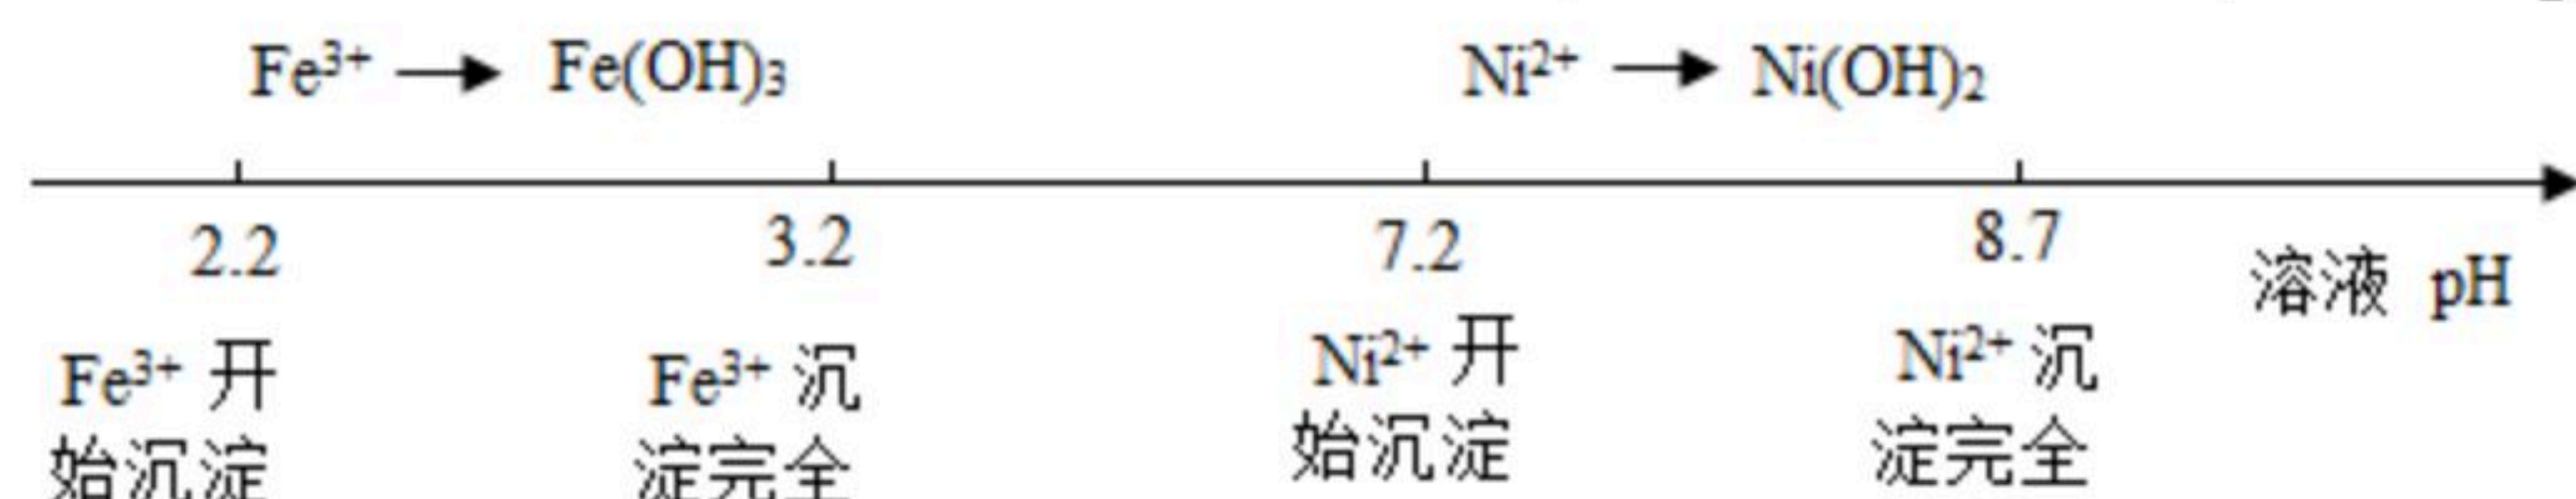 Fe³⁺ → Fe(OH)₃ Ni²⁺ → Ni(OH)₂
2.2 3.2 7.2 8.7 溶液 pH
Fe³⁺ 开 Fe³⁺ 沉 Ni²⁺ 开 Ni²⁺ 沉
始沉淀 淀完全 始沉淀 淀完全